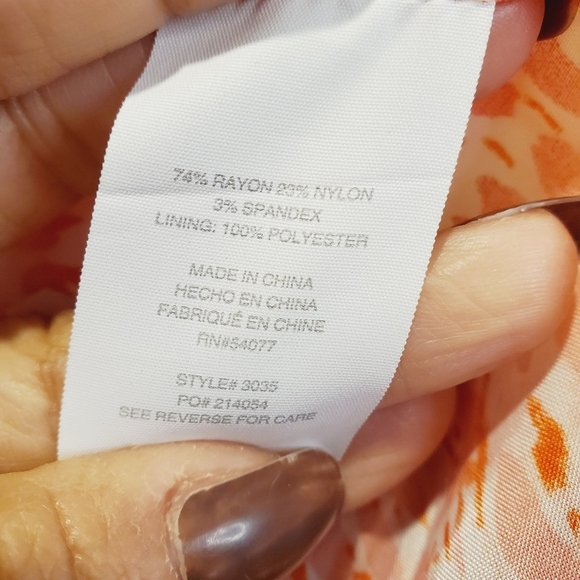 74% RAYON 23% NYLON
3% SPANDEX
LINING: 100% POLYESTER
MADE IN CHINA
HECHO EN CHINA
FABRIQUÉ EN CHINE
RN#54077
STYLE# 3035
PO# 214054
SEE REVERSE FOR CARE